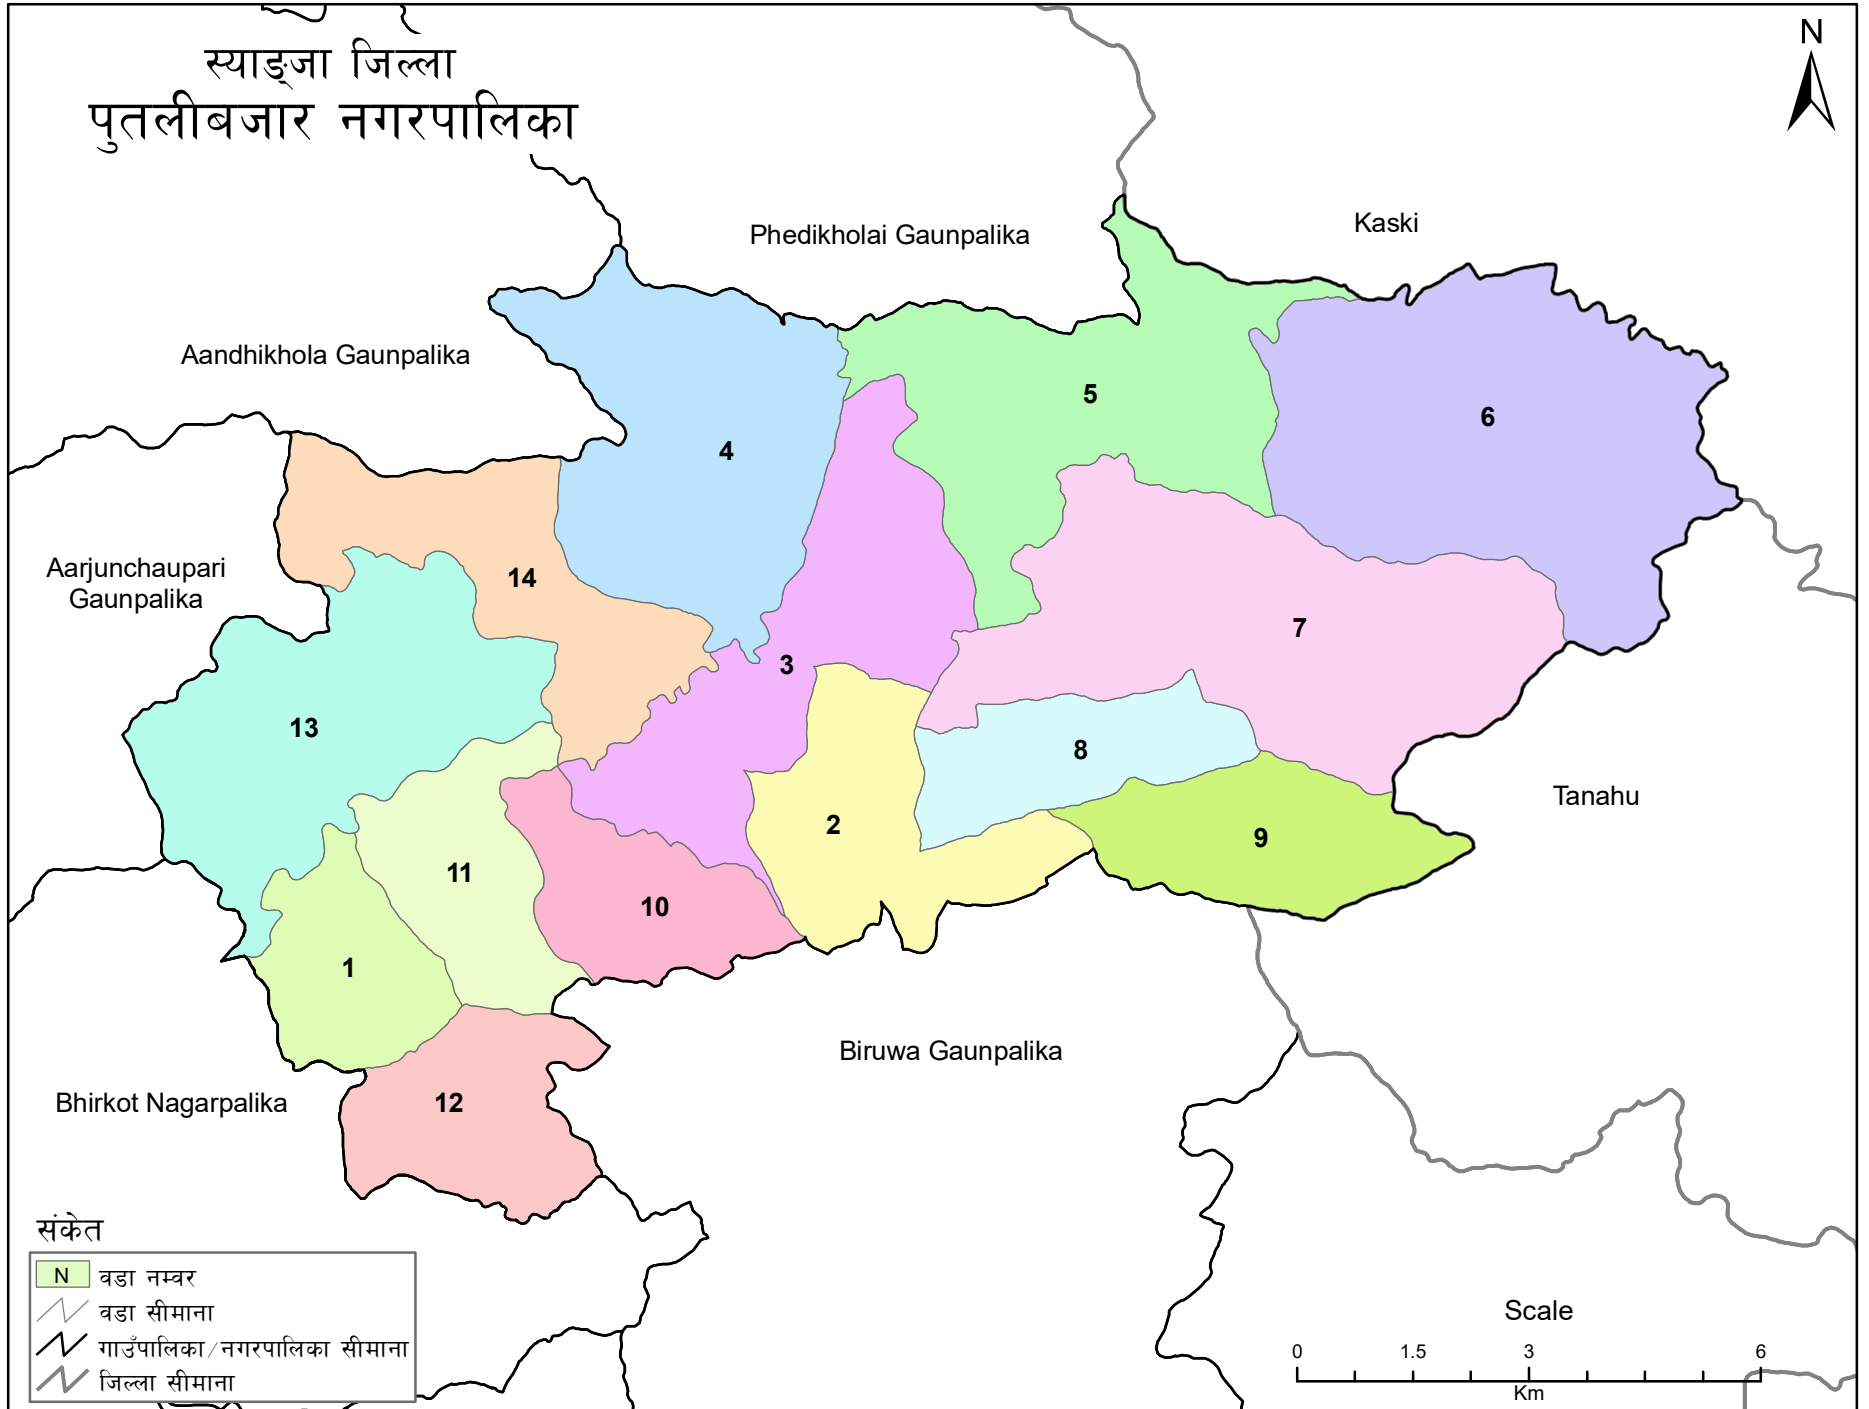 स्याङ्जा जिल्ला
पुतलीबजार नगरपालिका
N
Phedikholai Gaunpalika
Kaski
Aandhikhola Gaunpalika
5
6
4
Aarjunchaupari
Gaunpalika
14
7
3
13
8
Tanahu
2
9
11
10
1
Biruwa Gaunpalika
Bhirkot Nagarpalika
12
संकेत
N वडा नम्वर
वडा सीमाना
गाउँपालिका/नगरपालिका सीमाना
जिल्ला सीमाना
Scale
0 1.5 3 6
Km